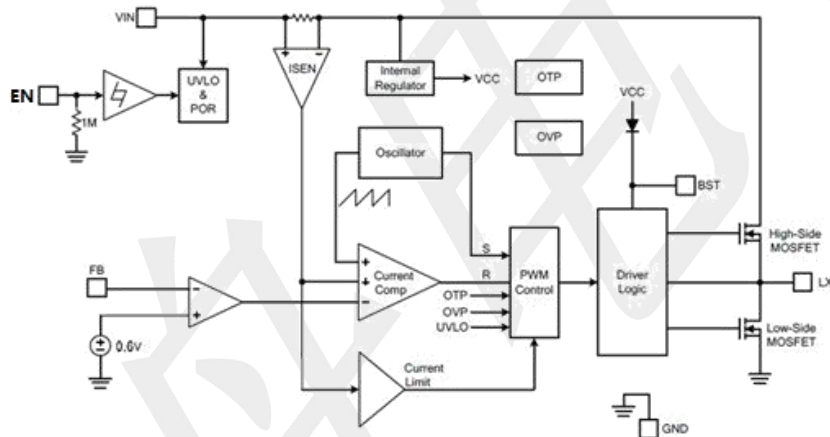 VIN
EN
1M
UVLO
&
POR
+
-
ISEN
Internal
Regulator
VCC
OTP
OVP
VCC
BST
Oscillator
S
R
+
+
-
Current
Comp
OTP
OVP
UVLO
PWM
Control
Driver
Logic
High-Side
MOSFET
LX
Low-Side
MOSFET
FB
-
+
0.6V
Current
Limit
GND